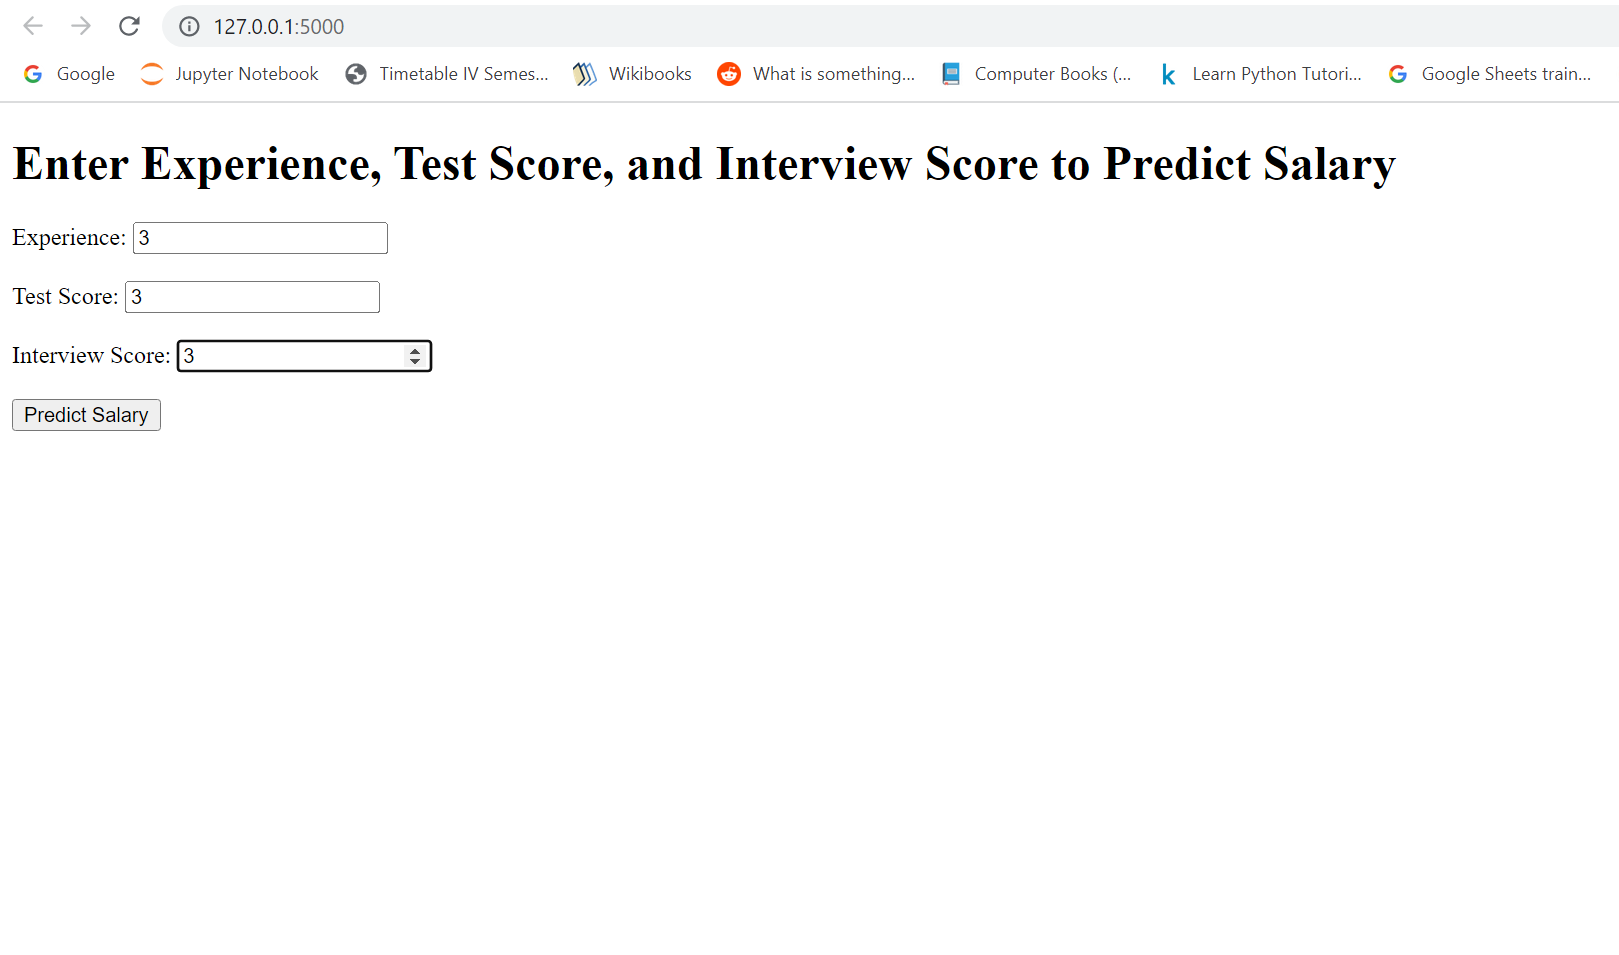 127.0.0.1:5000
Google Jupyter Notebook Timetable IV Semes... Wikibooks What is something... Computer Books (... Learn Python Tutori... Google Sheets train...
Enter Experience, Test Score, and Interview Score to Predict Salary
Experience: 3
Test Score: 3
Interview Score: 3
Predict Salary